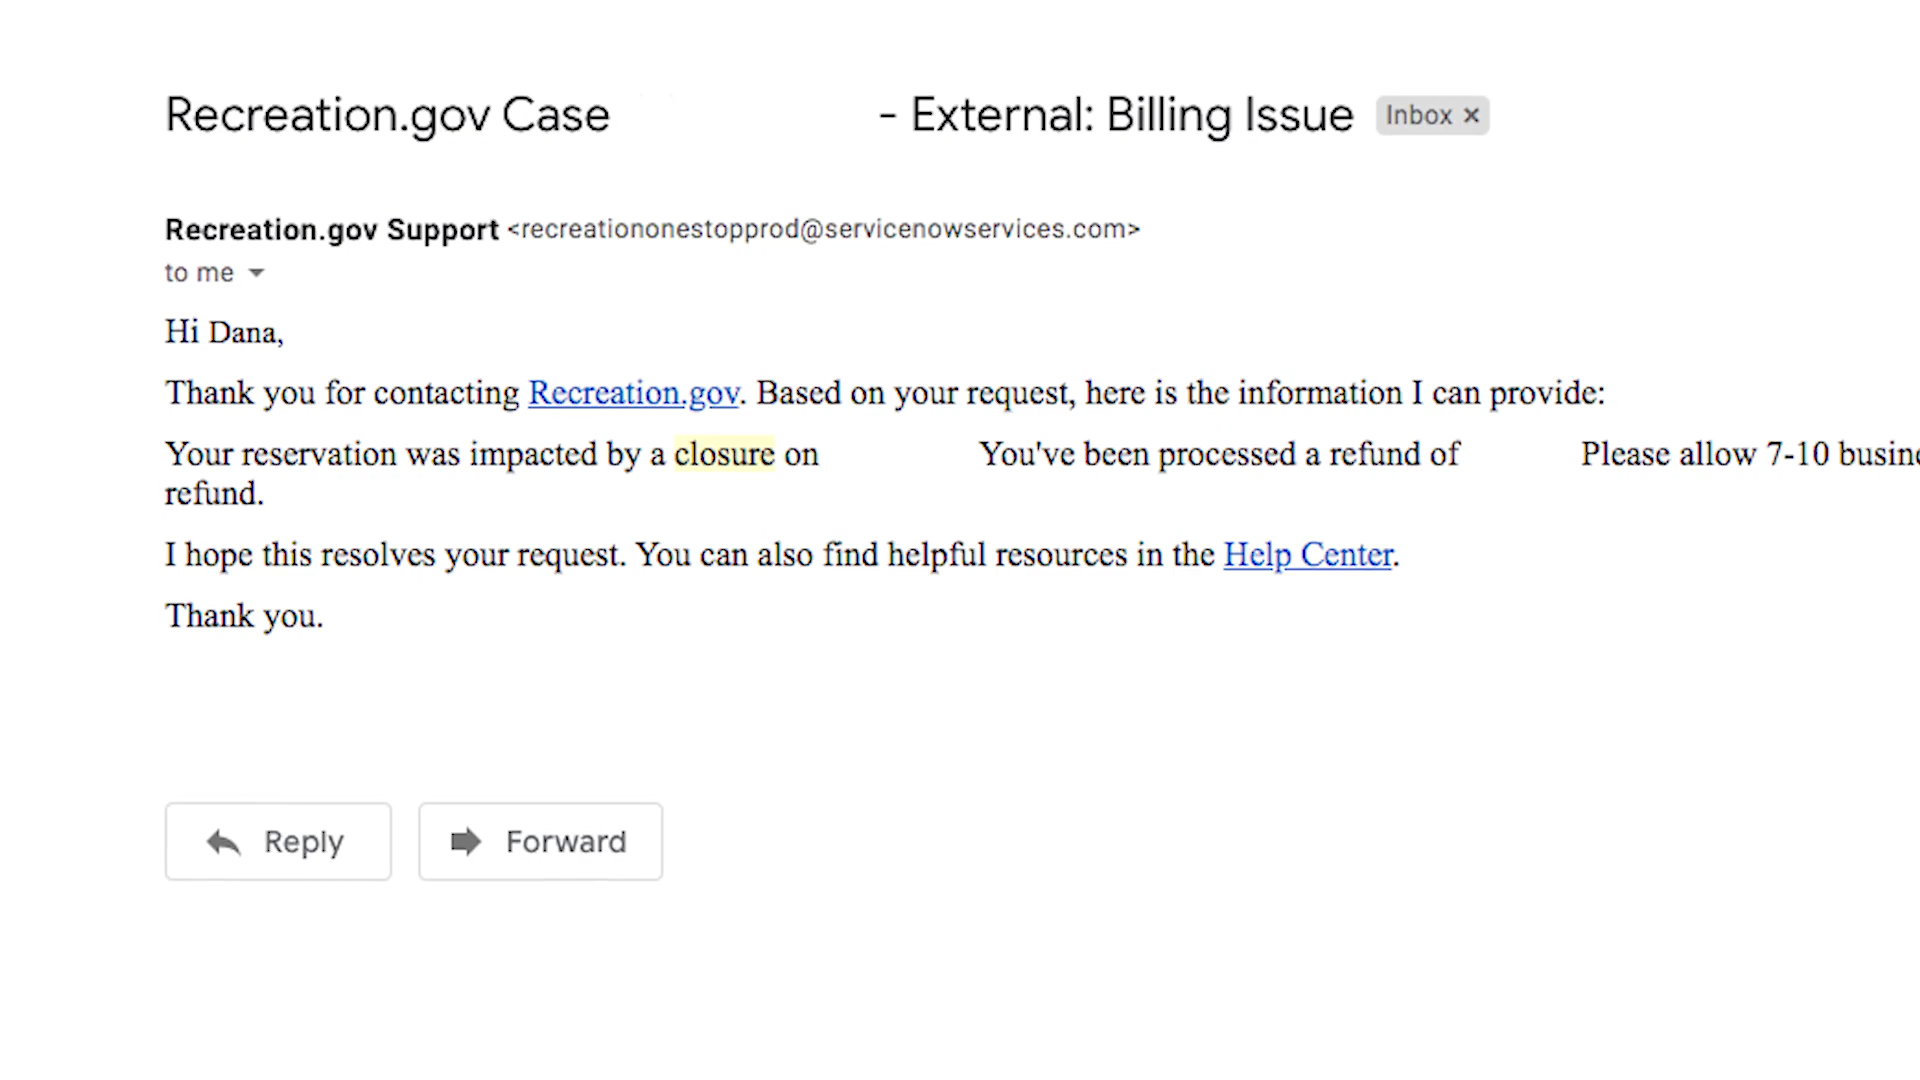 Recreation.gov Case - External: Billing Issue Inbox ×
Recreation.gov Support <recreationonestopprod@servicenowservices.com>
to me
Hi Dana,
Thank you for contacting Recreation.gov. Based on your request, here is the information I can provide:
Your reservation was impacted by a closure on You've been processed a refund of Please allow 7-10
refund.
I hope this resolves your request. You can also find helpful resources in the Help Center.
Thank you.
Reply Forward